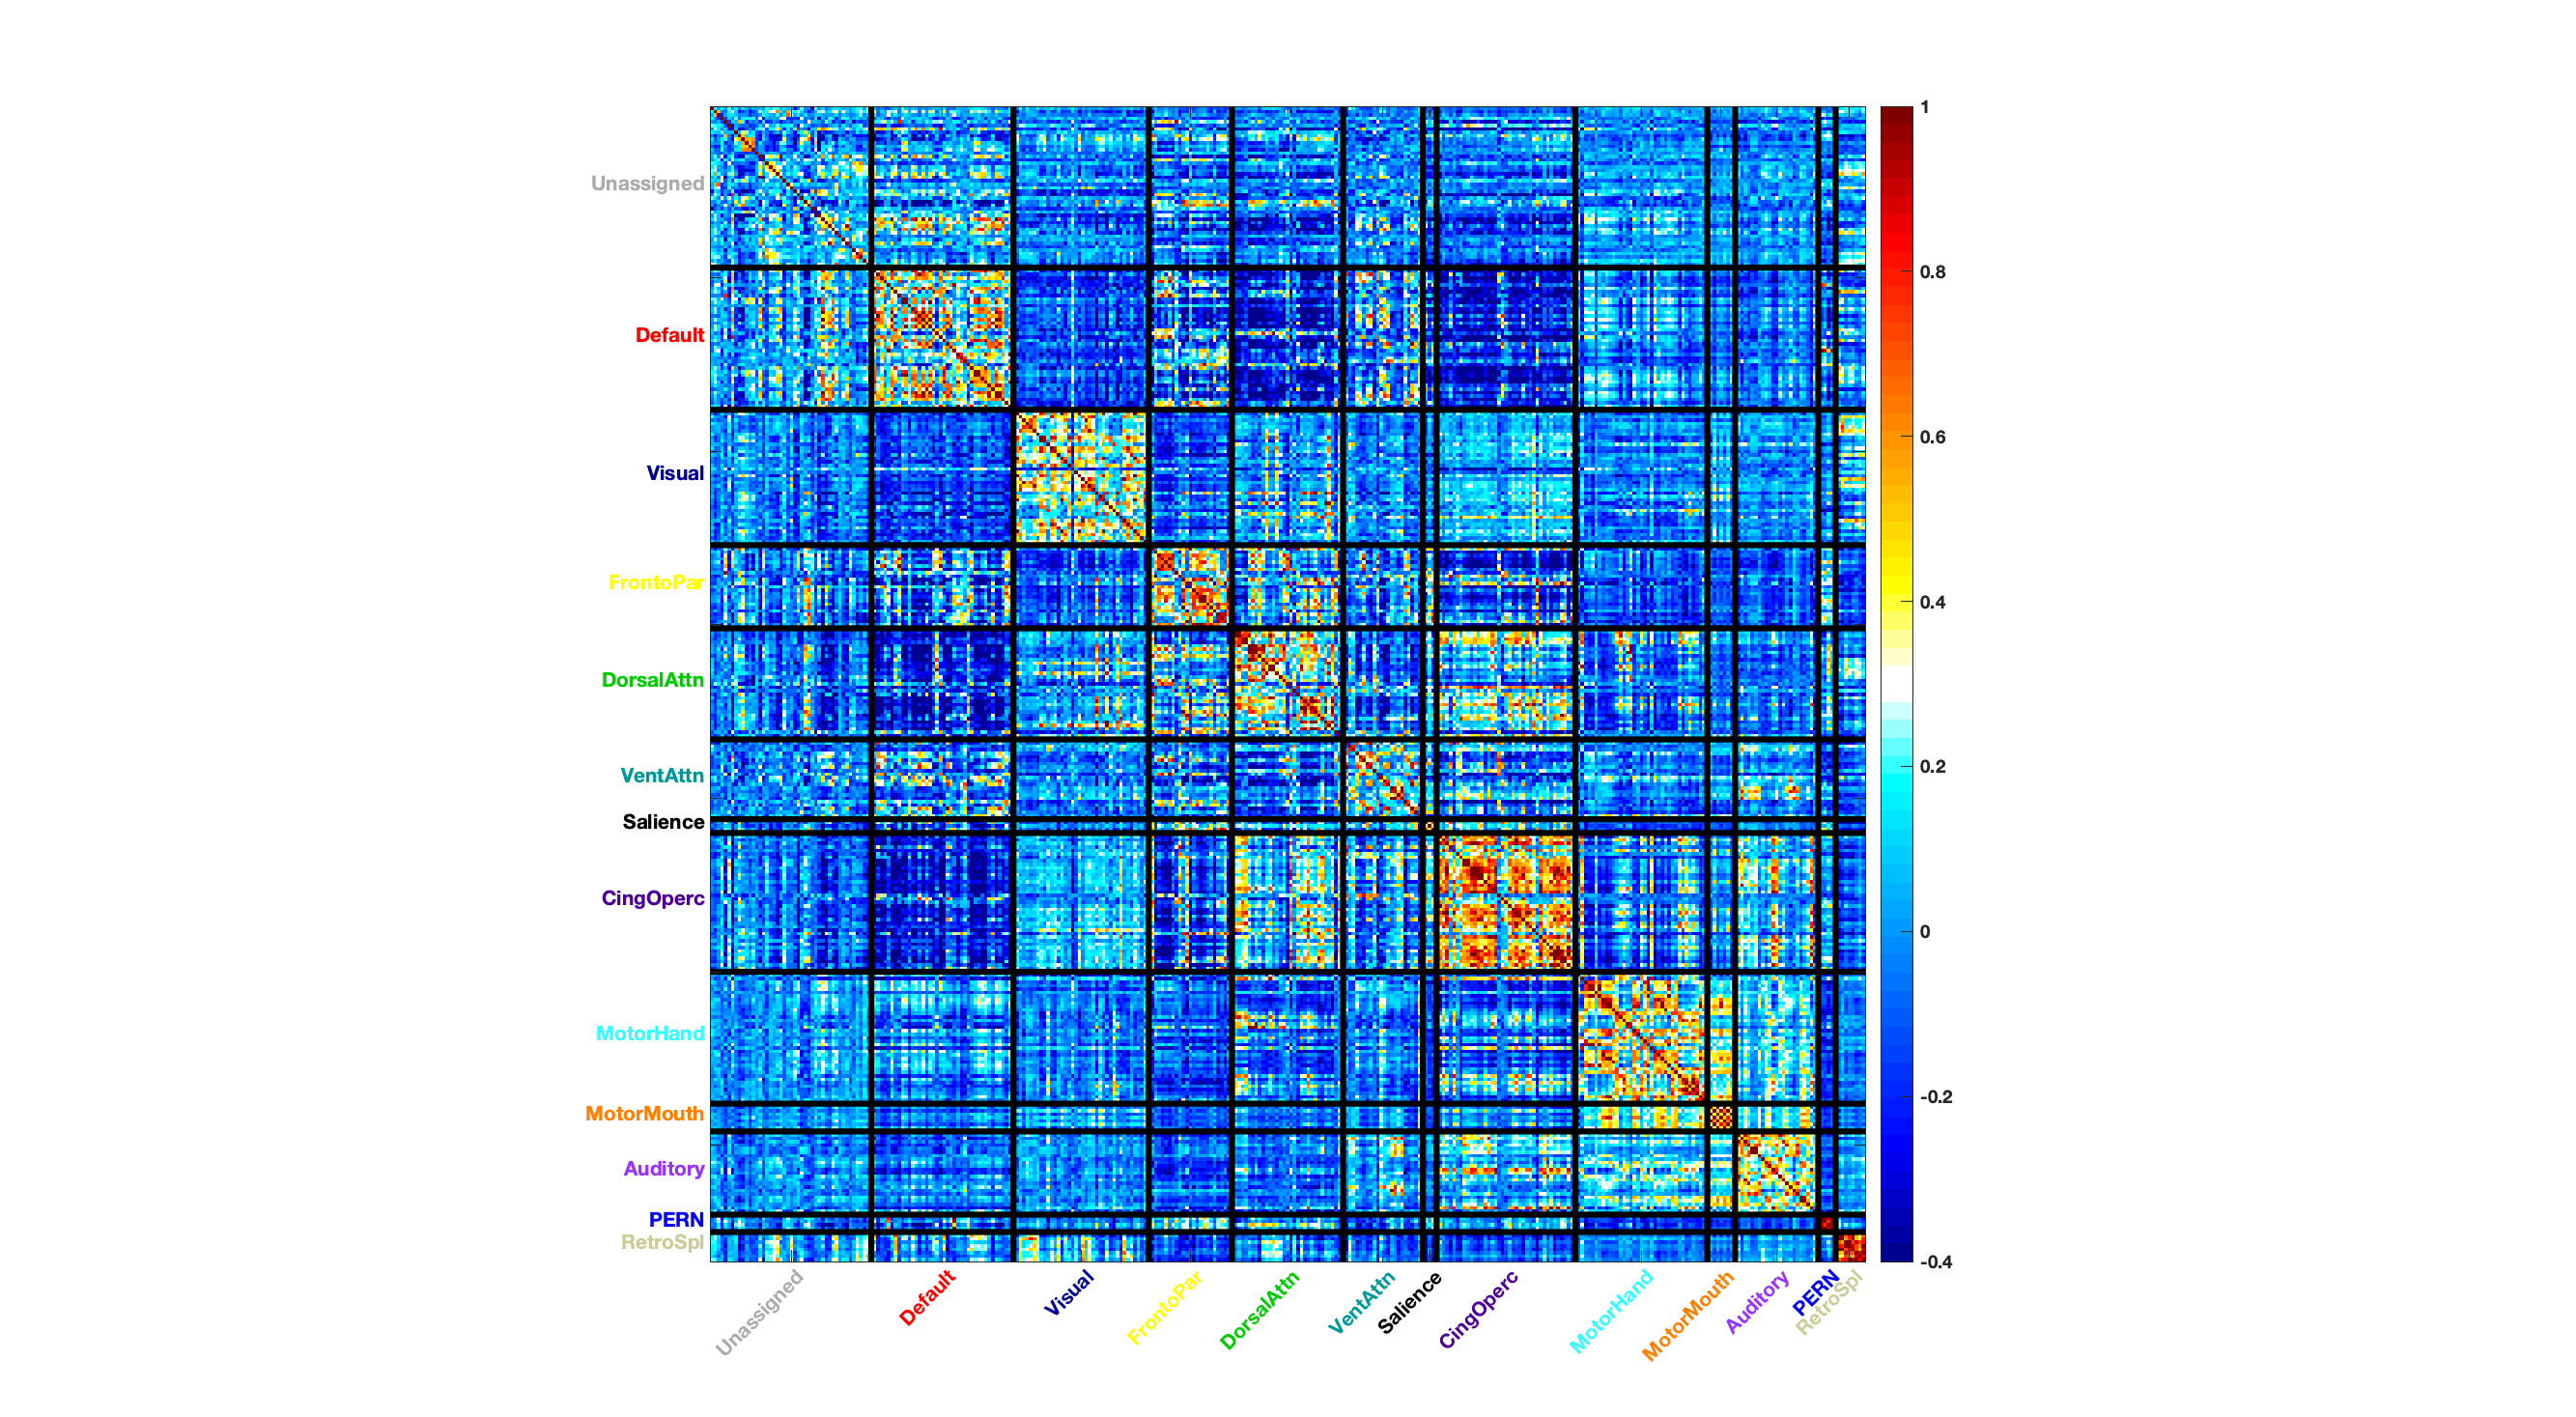 Unassigned
Default
Visual
FrontoPar
DorsalAttn
VentAttn
Salience
CingOperc
MotorHand
MotorMouth
Auditory
PERN
RetroSpl
1
0.8
0.6
0.4
0.2
0
-0.2
-0.4
Unassigned
Default
Visual
FrontoPar
DorsalAttn
VentAttn
Salience
CingOperc
MotorHand
MotorMouth
Auditory
PERN
RetroSpl